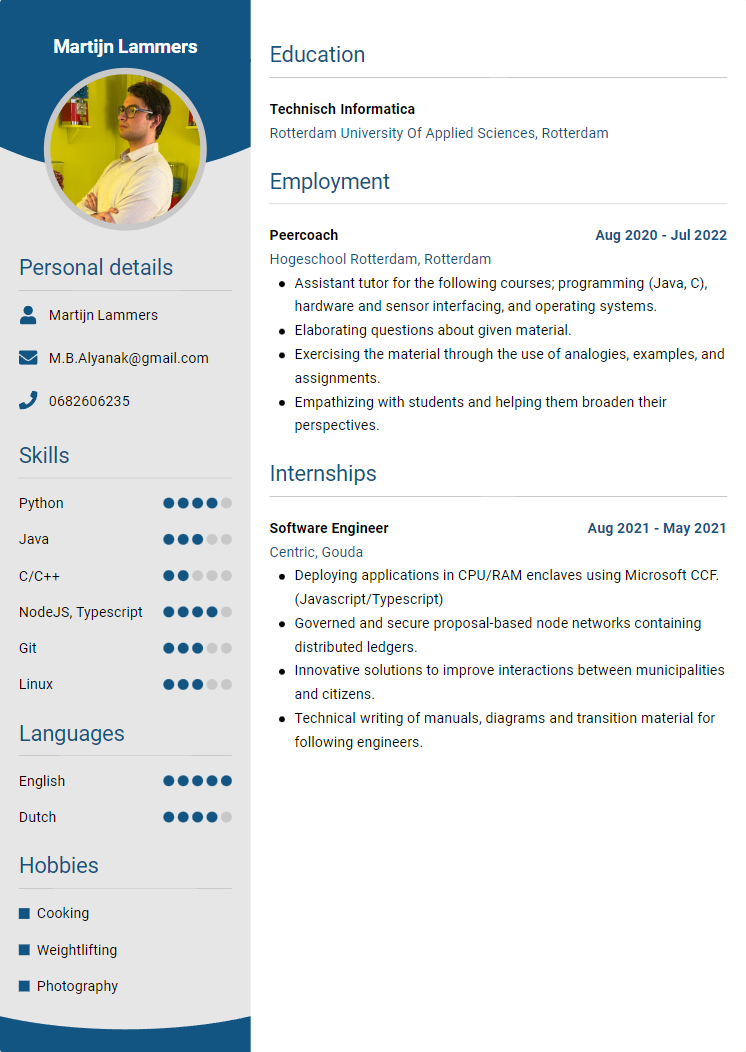 Martijn Lammers
Personal details
Martijn Lammers
M.B.Alyanak@gmail.com
0682606235
Skills
Python
Java
C/C++
NodeJS, Typescript
Git
Linux
Languages
English
Dutch
Hobbies
Cooking
Weightlifting
Photography
Education
Technisch Informatica
Rotterdam University Of Applied Sciences, Rotterdam
Employment
Peercoach Aug 2020 - Jul 2022
Hogeschool Rotterdam, Rotterdam
Assistant tutor for the following courses; programming (Java, C),
hardware and sensor interfacing, and operating systems.
Elaborating questions about given material.
Exercising the material through the use of analogies, examples, and
assignments.
Empathizing with students and helping them broaden their
perspectives.
Internships
Software Engineer Aug 2021 - May 2021
Centric, Gouda
Deploying applications in CPU/RAM enclaves using Microsoft CCF.
(Javascript/Typescript)
Governed and secure proposal-based node networks containing
distributed ledgers.
Innovative solutions to improve interactions between municipalities
and citizens.
Technical writing of manuals, diagrams and transition material for
following engineers.